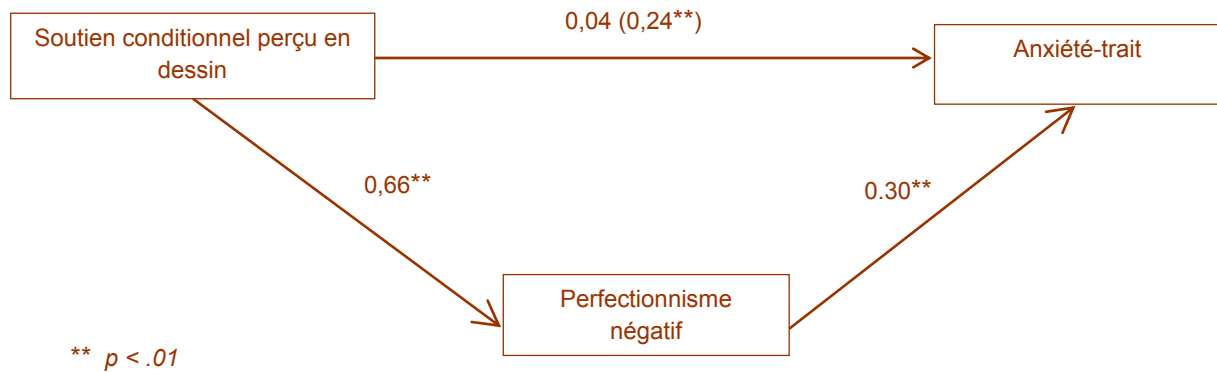 0,04 (0,24**)
Soutien conditionnel perçu en
dessin
Anxiété-trait
0,66**
0.30**
Perfectionnisme
négatif
** p < .01